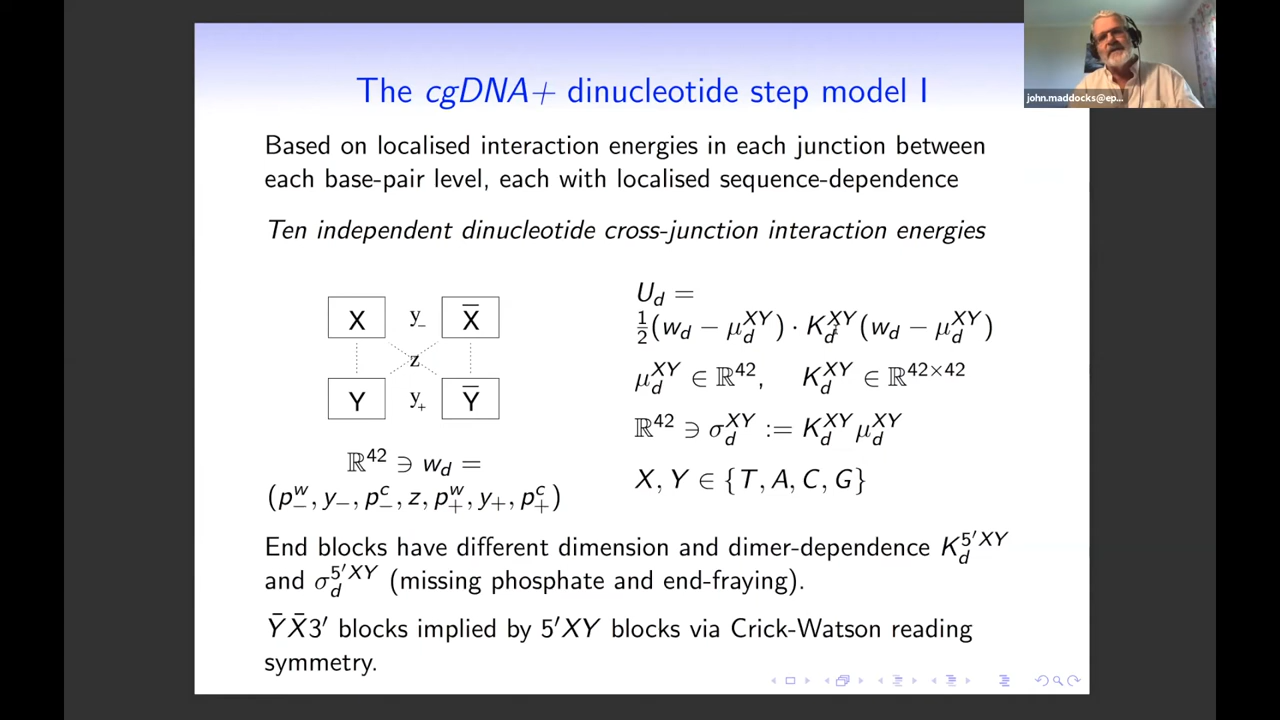 The cgDNA+ dinucleotide step model I
john.maddocks@ep...
Based on localised interaction energies in each junction between
each base-pair level, each with localised sequence-dependence
Ten independent dinucleotide cross-junction interaction energies
X y₋ X̄
z
Y y₊ Ȳ
ℝ⁴² ∋ w_d =
(p₋^w, y₋, p₋^c, z, p₊^w, y₊, p₊^c)
U_d =
½(w_d − μ_d^{XY}) · K_d^{XY}(w_d − μ_d^{XY})
μ_d^{XY} ∈ ℝ⁴², K_d^{XY} ∈ ℝ^{42×42}
ℝ⁴² ∋ σ_d^{XY} := K_d^{XY} μ_d^{XY}
X, Y ∈ {T, A, C, G}
End blocks have different dimension and dimer-dependence K_d^{5′XY}
and σ_d^{5′XY} (missing phosphate and end-fraying).
ȲX̄3′ blocks implied by 5′XY blocks via Crick-Watson reading
symmetry.